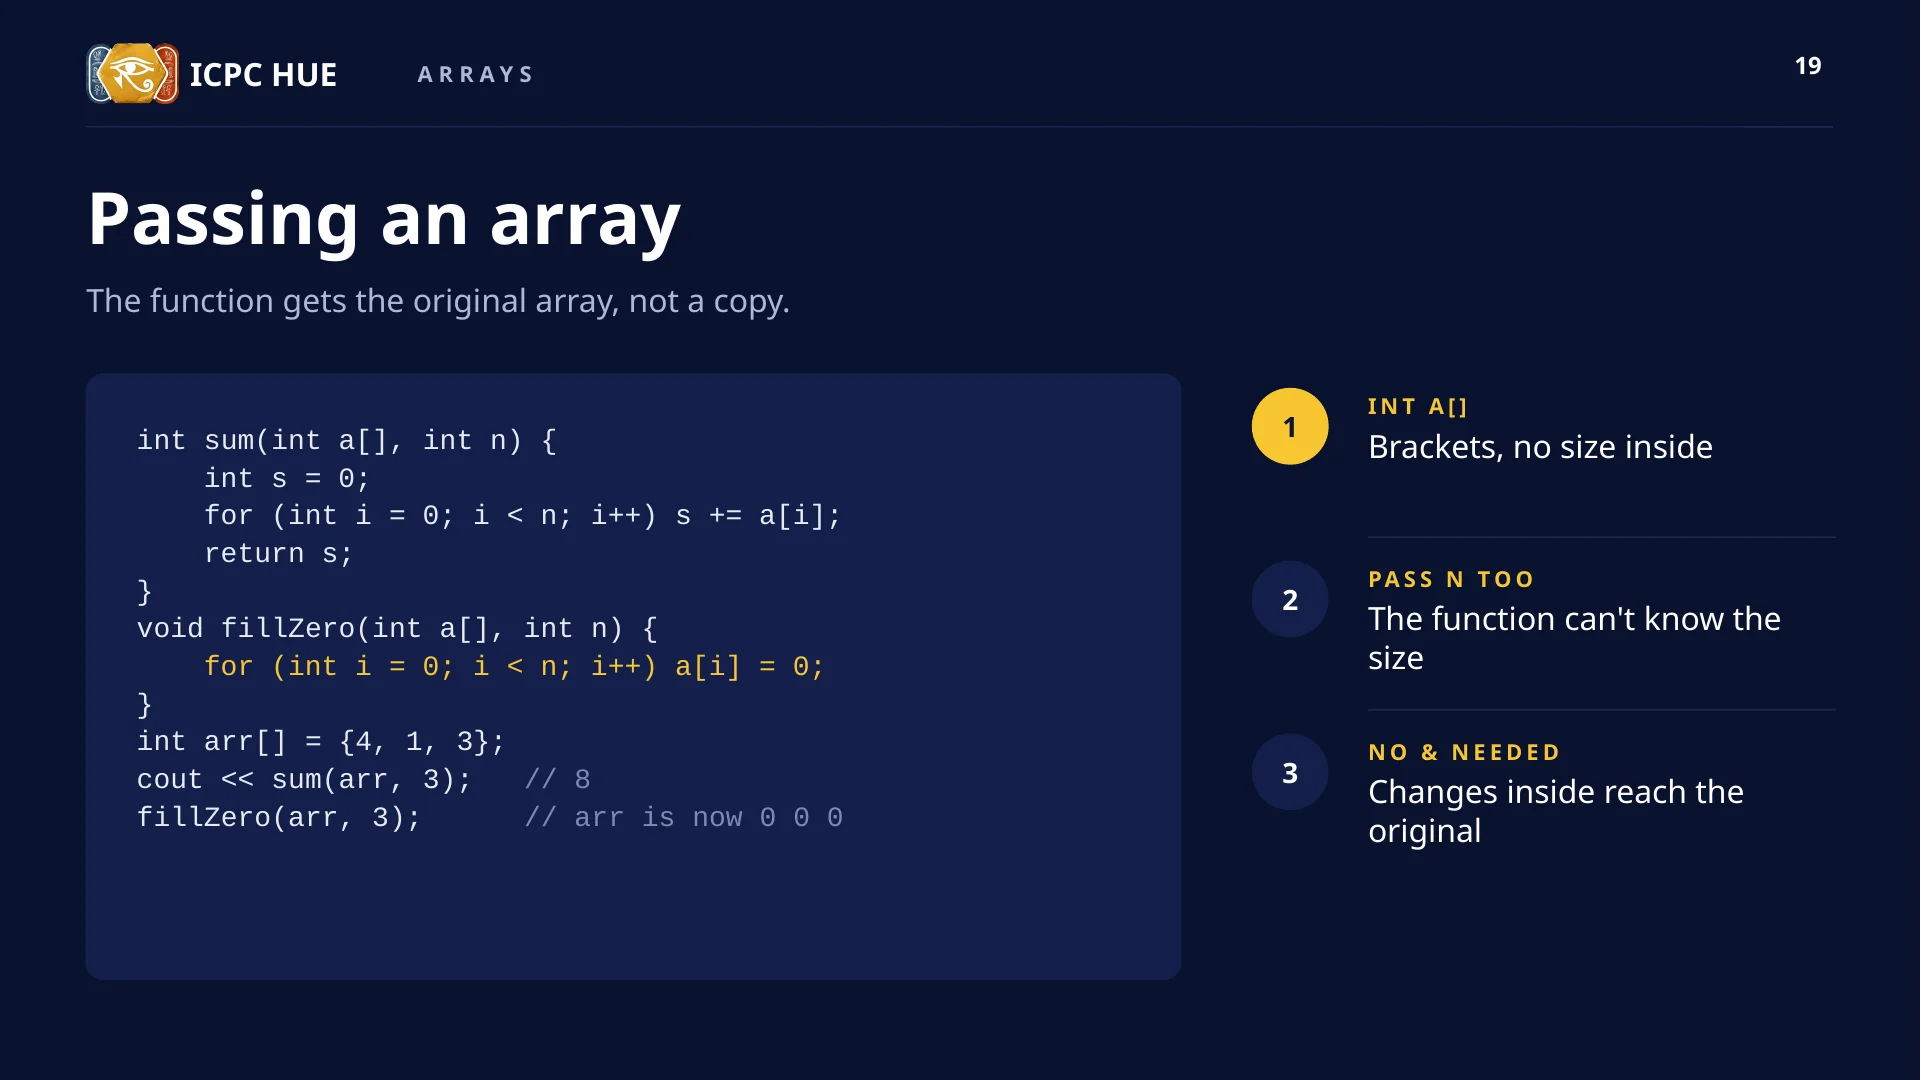 ICPC HUE
ARRAYS
19
Passing an array
The function gets the original array, not a copy.
int sum(int a[], int n) {
    int s = 0;
    for (int i = 0; i < n; i++) s += a[i];
    return s;
}
void fillZero(int a[], int n) {
    for (int i = 0; i < n; i++) a[i] = 0;
}
int arr[] = {4, 1, 3};
cout << sum(arr, 3);   // 8
fillZero(arr, 3);      // arr is now 0 0 0
1
INT A[]
Brackets, no size inside
2
PASS N TOO
The function can't know the
size
3
NO & NEEDED
Changes inside reach the
original